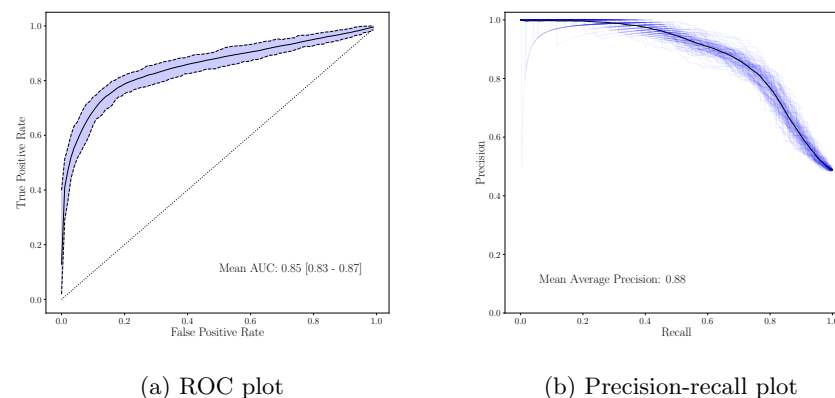 1.0
0.8
0.6
0.4
0.2
0.0
True Positive Rate
Mean AUC: 0.85 [0.83 - 0.87]
0.0 0.2 0.4 0.6 0.8 1.0
False Positive Rate
(a) ROC plot
1.0
0.8
0.6
0.4
0.2
0.0
Precision
Mean Average Precision: 0.88
0.0 0.2 0.4 0.6 0.8 1.0
Recall
(b) Precision-recall plot